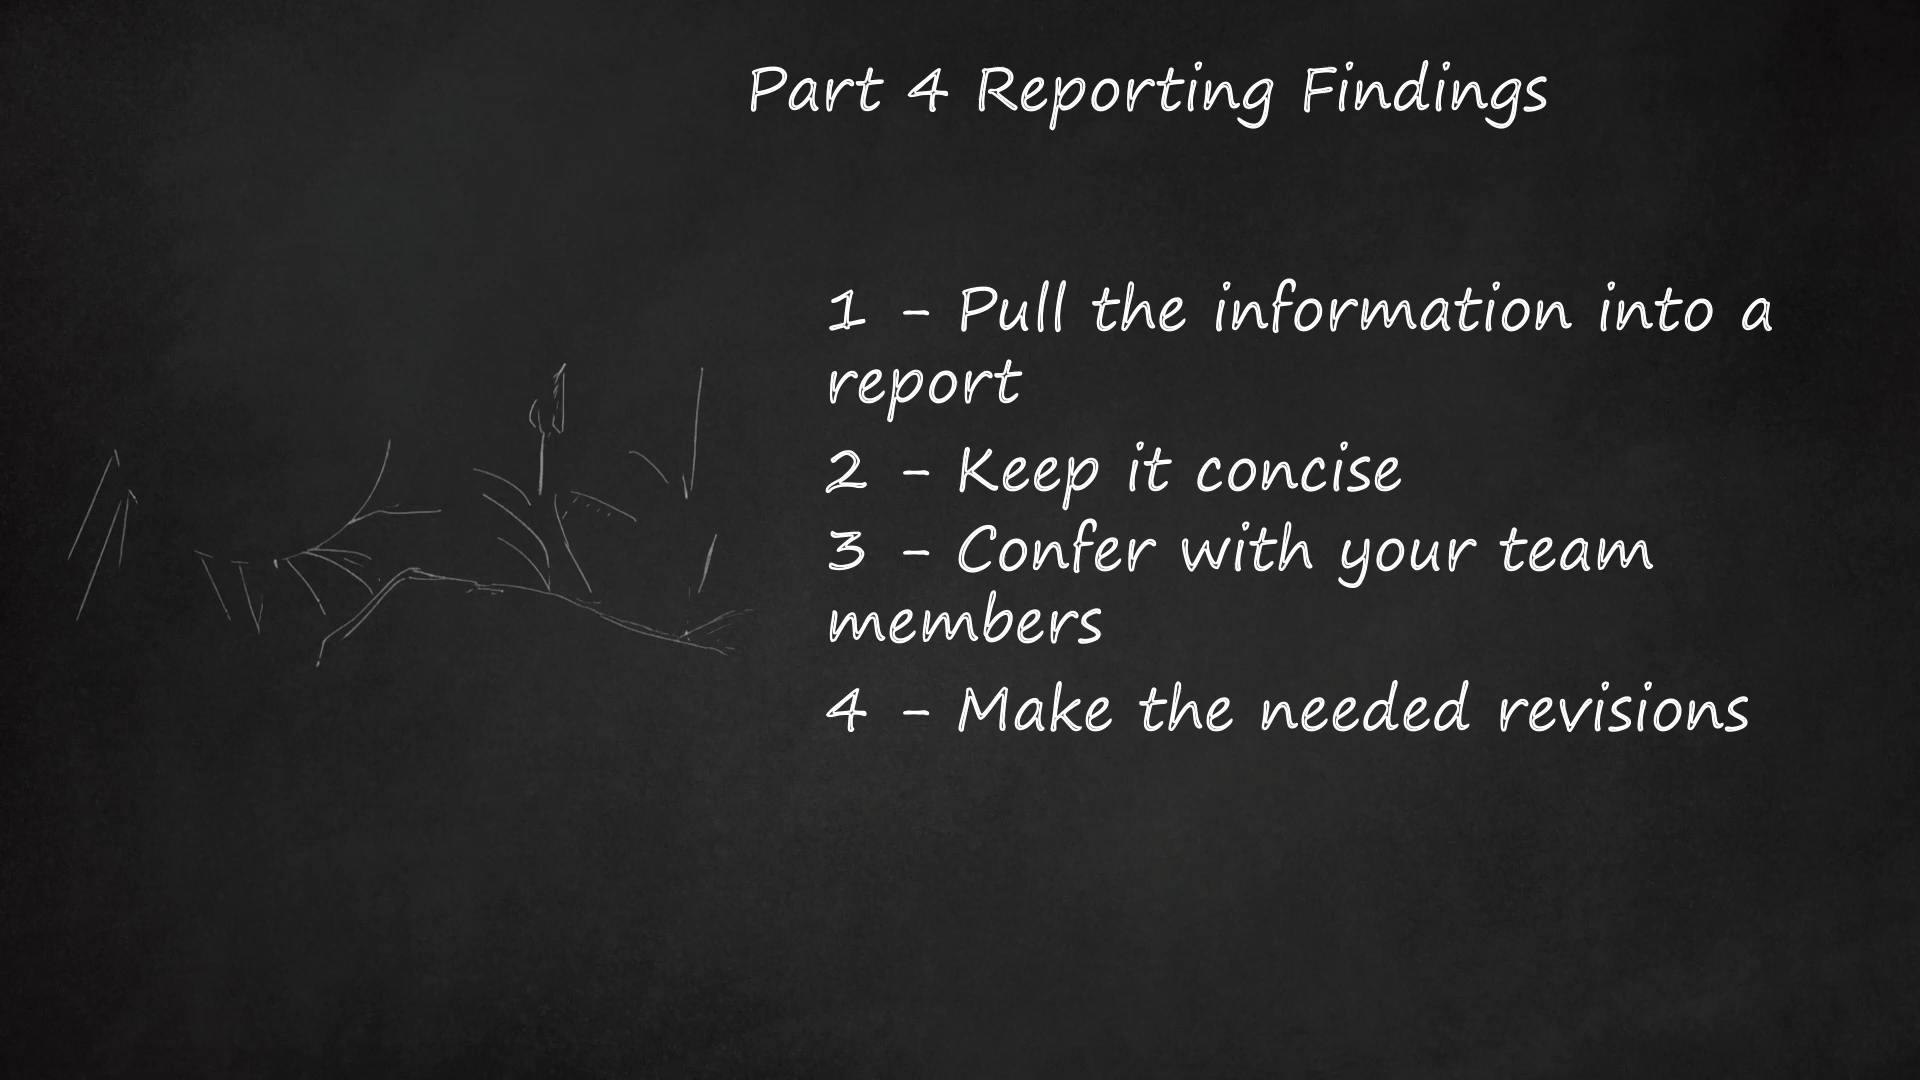 Part 4 Reporting Findings
1 - Pull the information into a
report
2 - Keep it concise
3 - Confer with your team
members
4 - Make the needed revisions